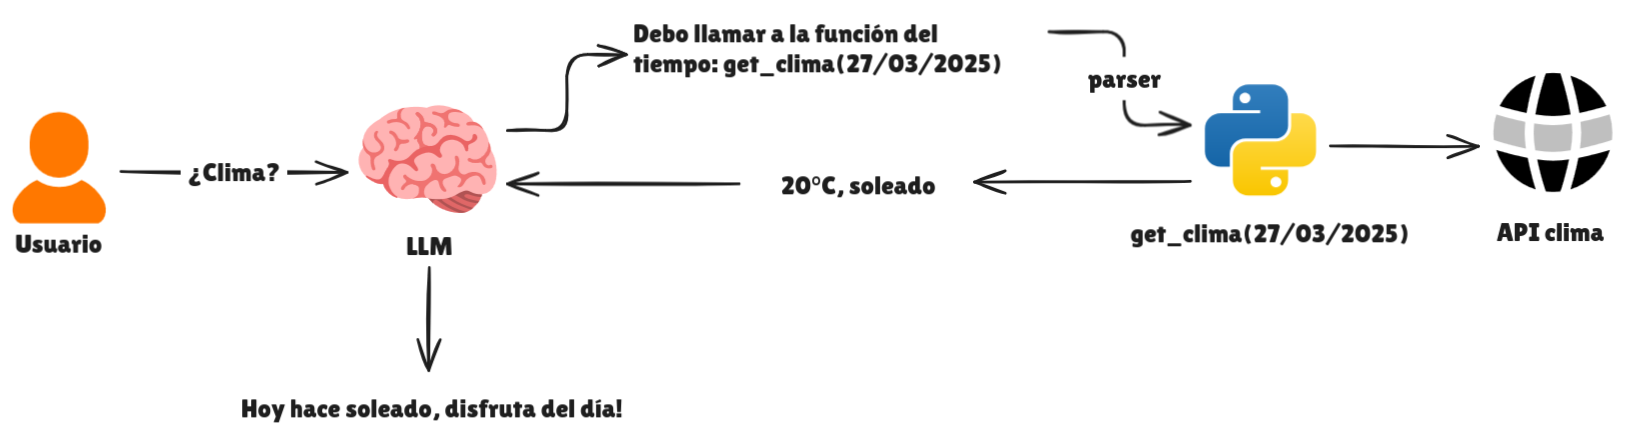 Debo llamar a la función del
tiempo: get_clima(27/03/2025)
parser
¿Clima?
20°C, soleado
Usuario
LLM
get_clima(27/03/2025)
API clima
Hoy hace soleado, disfruta del día!